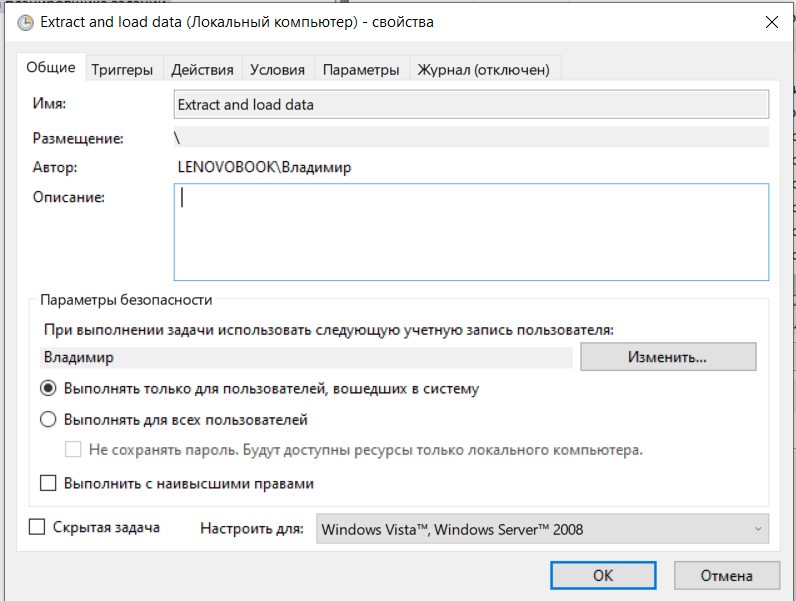 Extract and load data (Локальный компьютер) - свойства
Общие Триггеры Действия Условия Параметры Журнал (отключен)
Имя: Extract and load data
Размещение: \
Автор: LENOVOBOOK\Владимир
Описание:
Параметры безопасности
При выполнении задачи использовать следующую учетную запись пользователя:
Владимир Изменить...
Выполнять только для пользователей, вошедших в систему
Выполнять для всех пользователей
Не сохранять пароль. Будут доступны ресурсы только локального компьютера.
Выполнить с наивысшими правами
Скрытая задача Настроить для: Windows Vista™, Windows Server™ 2008
OK Отмена